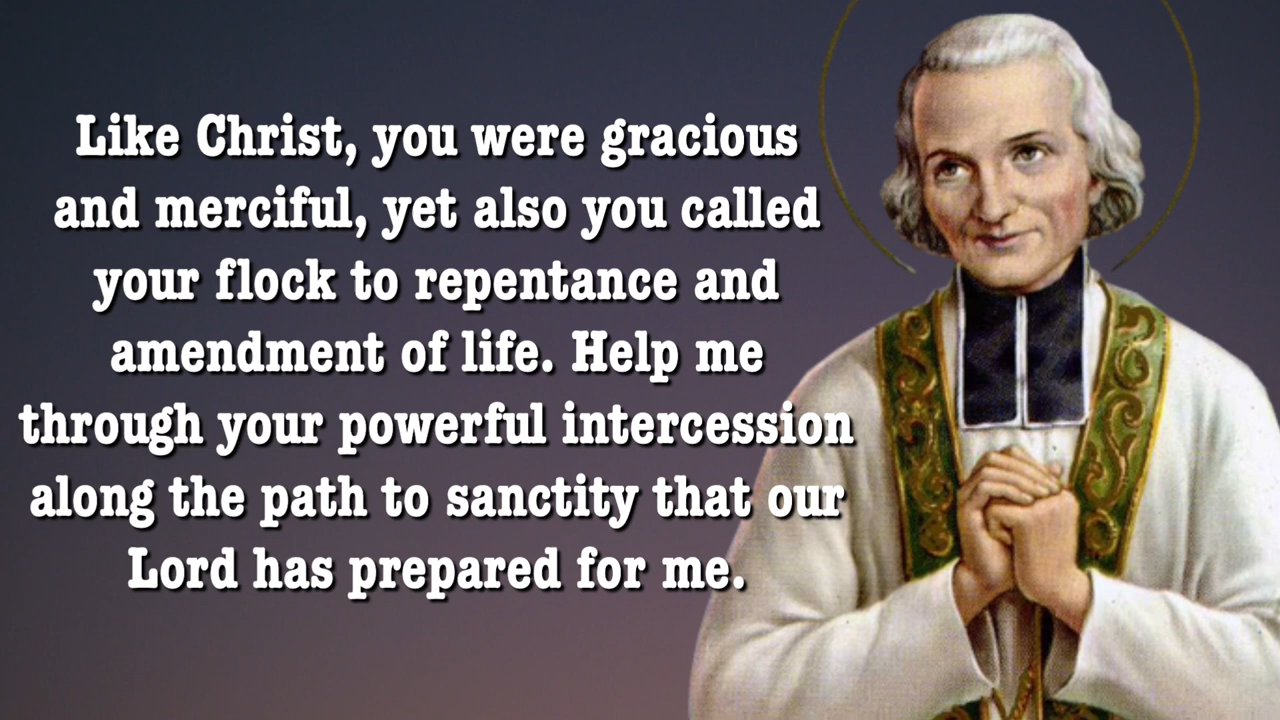 Like Christ, you were gracious
and merciful, yet also you called
your flock to repentance and
amendment of life. Help me
through your powerful intercession
along the path to sanctity that our
Lord has prepared for me.